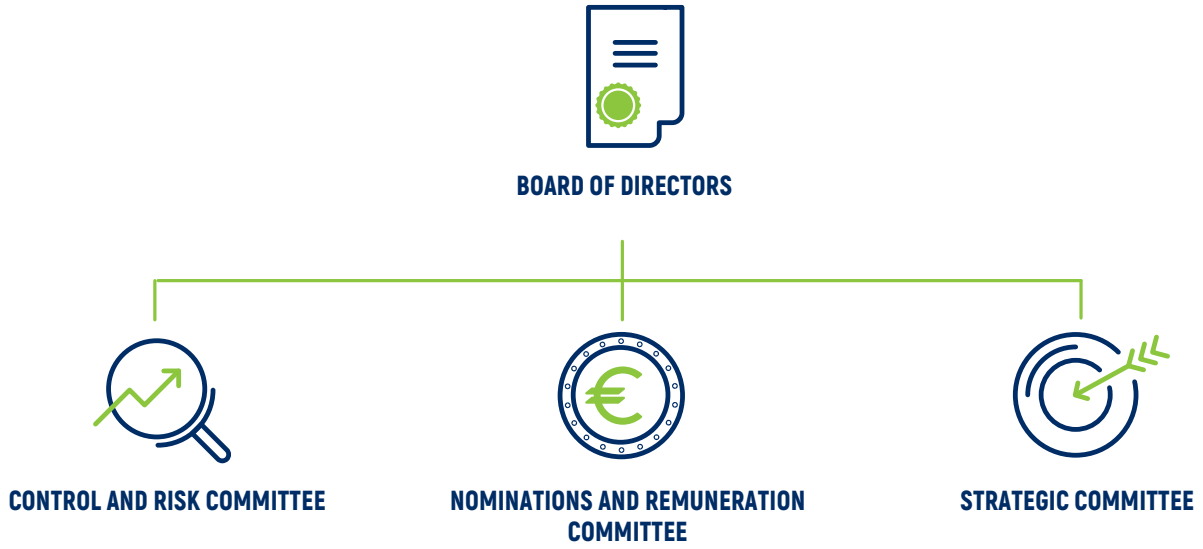 BOARD OF DIRECTORS
CONTROL AND RISK COMMITTEE
NOMINATIONS AND REMUNERATION
COMMITTEE
STRATEGIC COMMITTEE